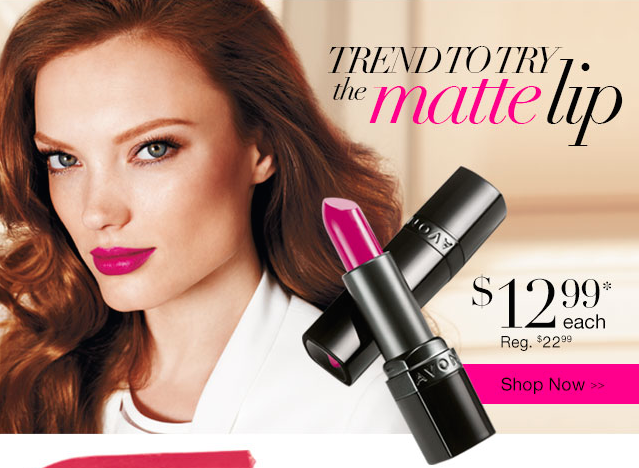 TREND TO TRY
the matte lip
AVON
$12.99*
each
Reg. $22.99
AVON
Shop Now >>